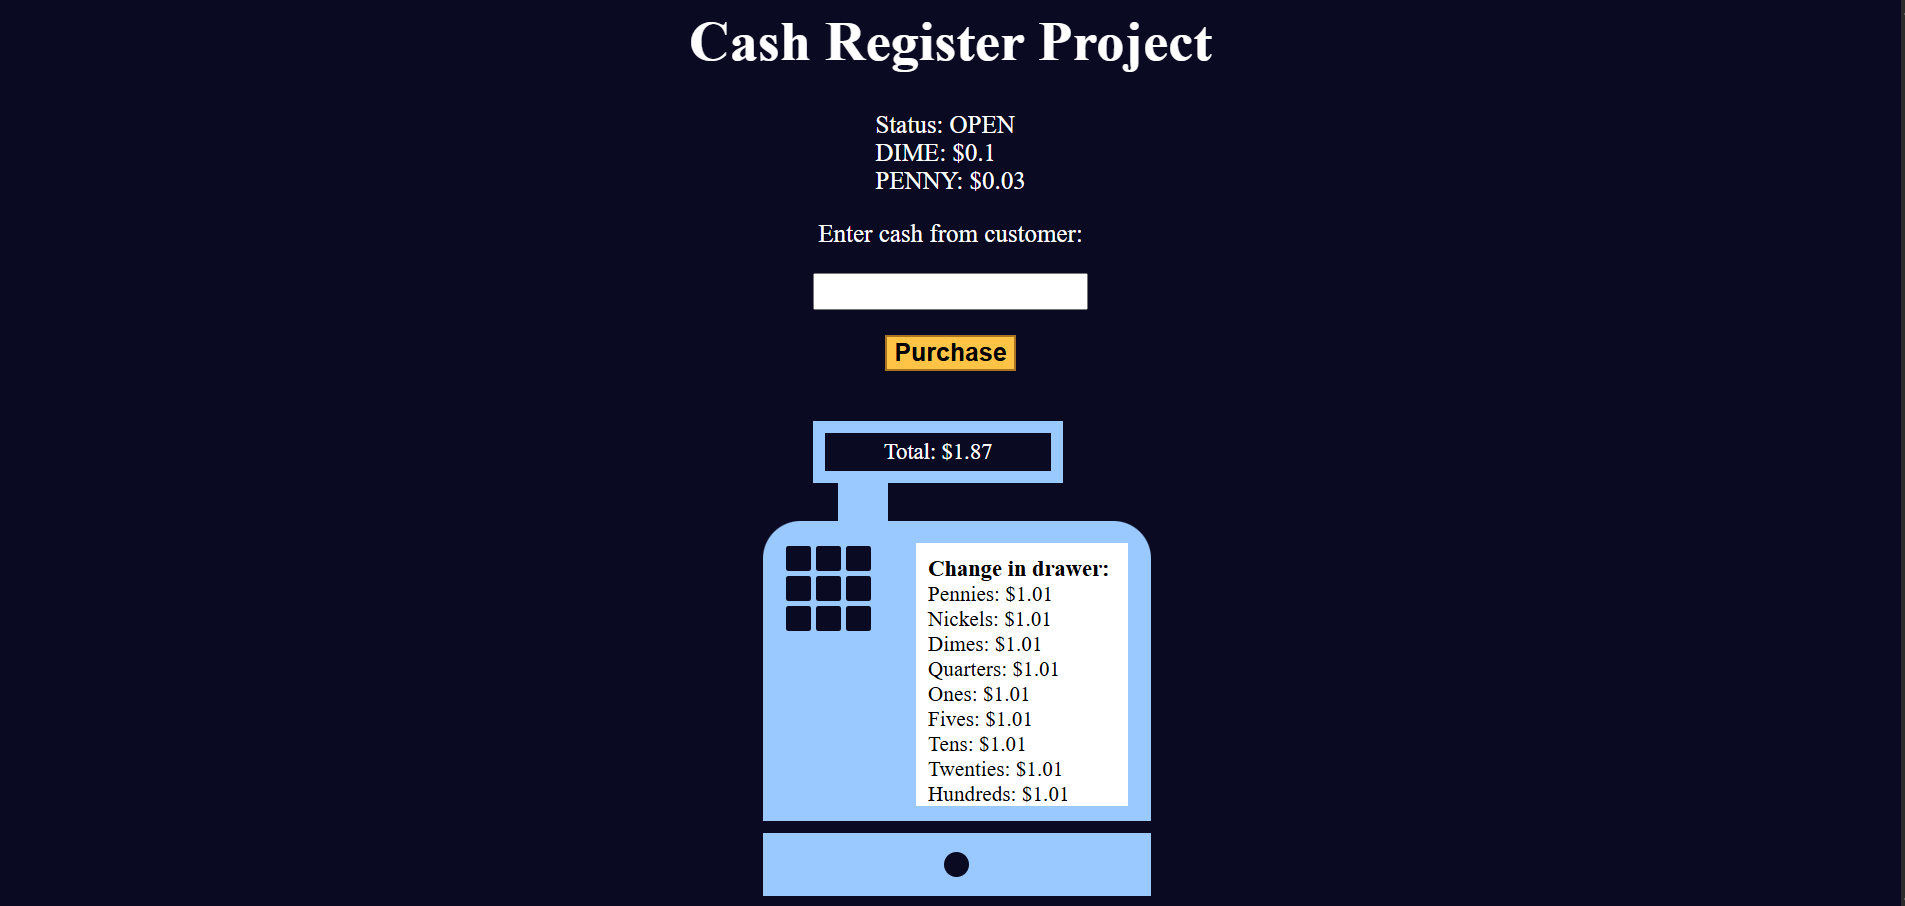 Cash Register Project
Status: OPEN
DIME: $0.1
PENNY: $0.03
Enter cash from customer:
Purchase
Total: $1.87
Change in drawer:
Pennies: $1.01
Nickels: $1.01
Dimes: $1.01
Quarters: $1.01
Ones: $1.01
Fives: $1.01
Tens: $1.01
Twenties: $1.01
Hundreds: $1.01